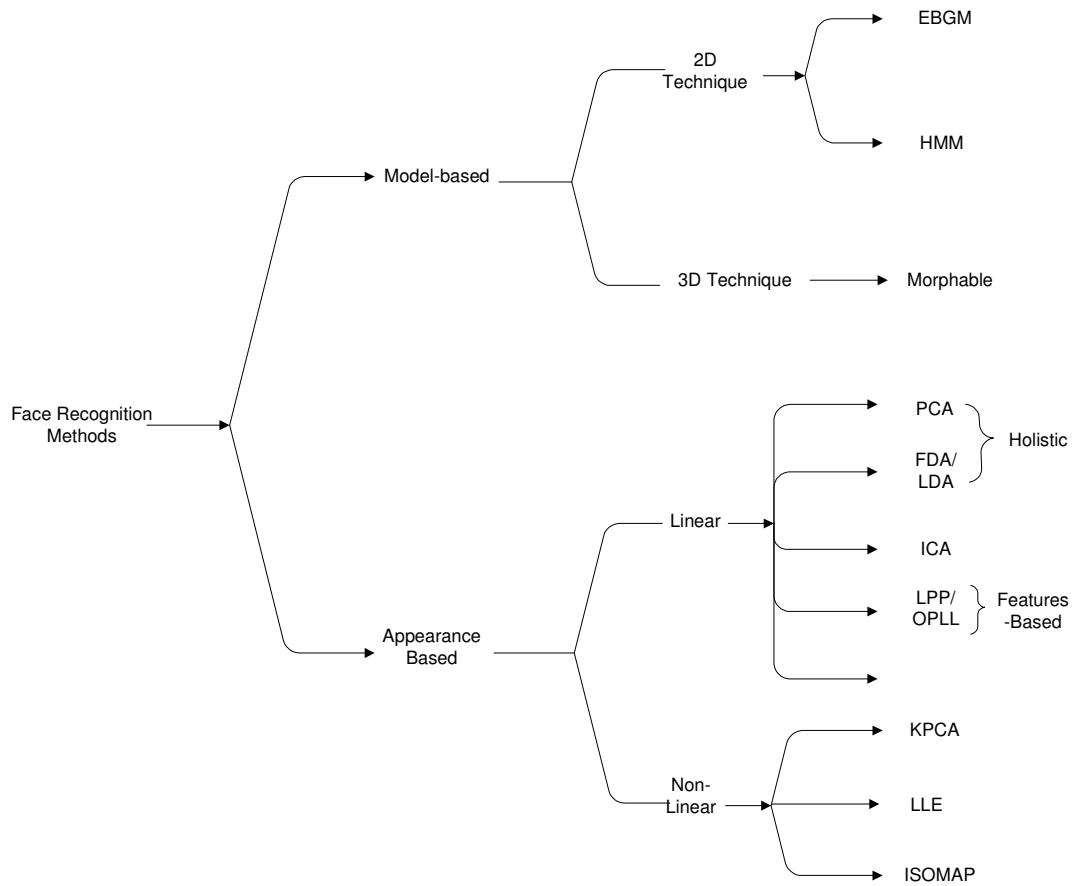 EBGM
2D
Technique
HMM
Model-based
3D Technique
Morphable
Face Recognition
Methods
PCA
Holistic
FDA/
LDA
Linear
ICA
LPP/
OPLL
Features
-Based
Appearance
Based
KPCA
Non-
Linear
LLE
ISOMAP